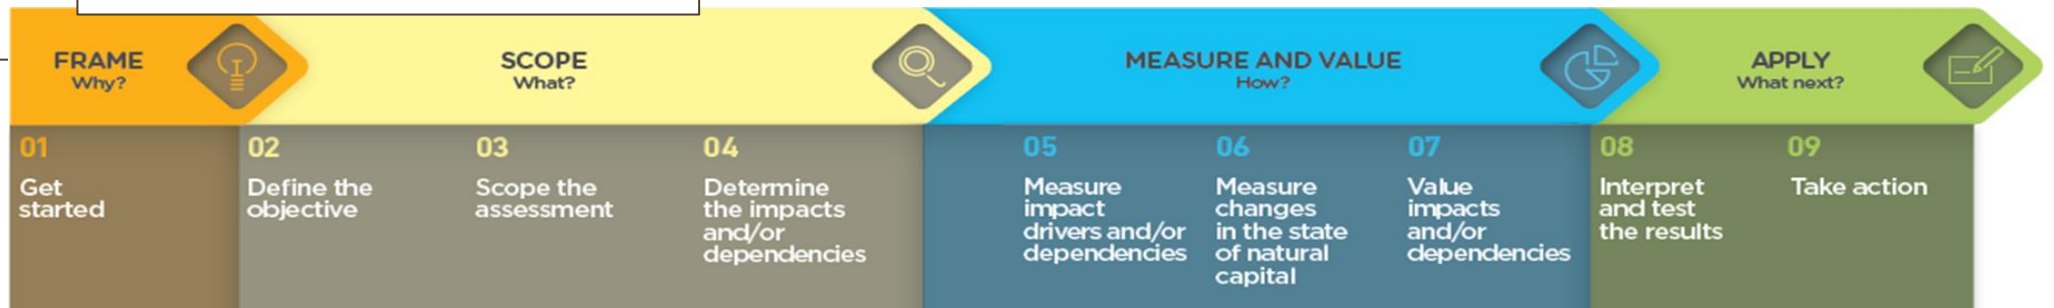 FRAME
Why?
SCOPE
What?
MEASURE AND VALUE
How?
APPLY
What next?
01
Get
started
02
Define the
objective
03
Scope the
assessment
04
Determine
the impacts
and/or
dependencies
05
Measure
impact
drivers and/or
dependencies
06
Measure
changes
in the state
of natural
capital
07
Value
impacts
and/or
dependencies
08
Interpret
and test
the results
09
Take action